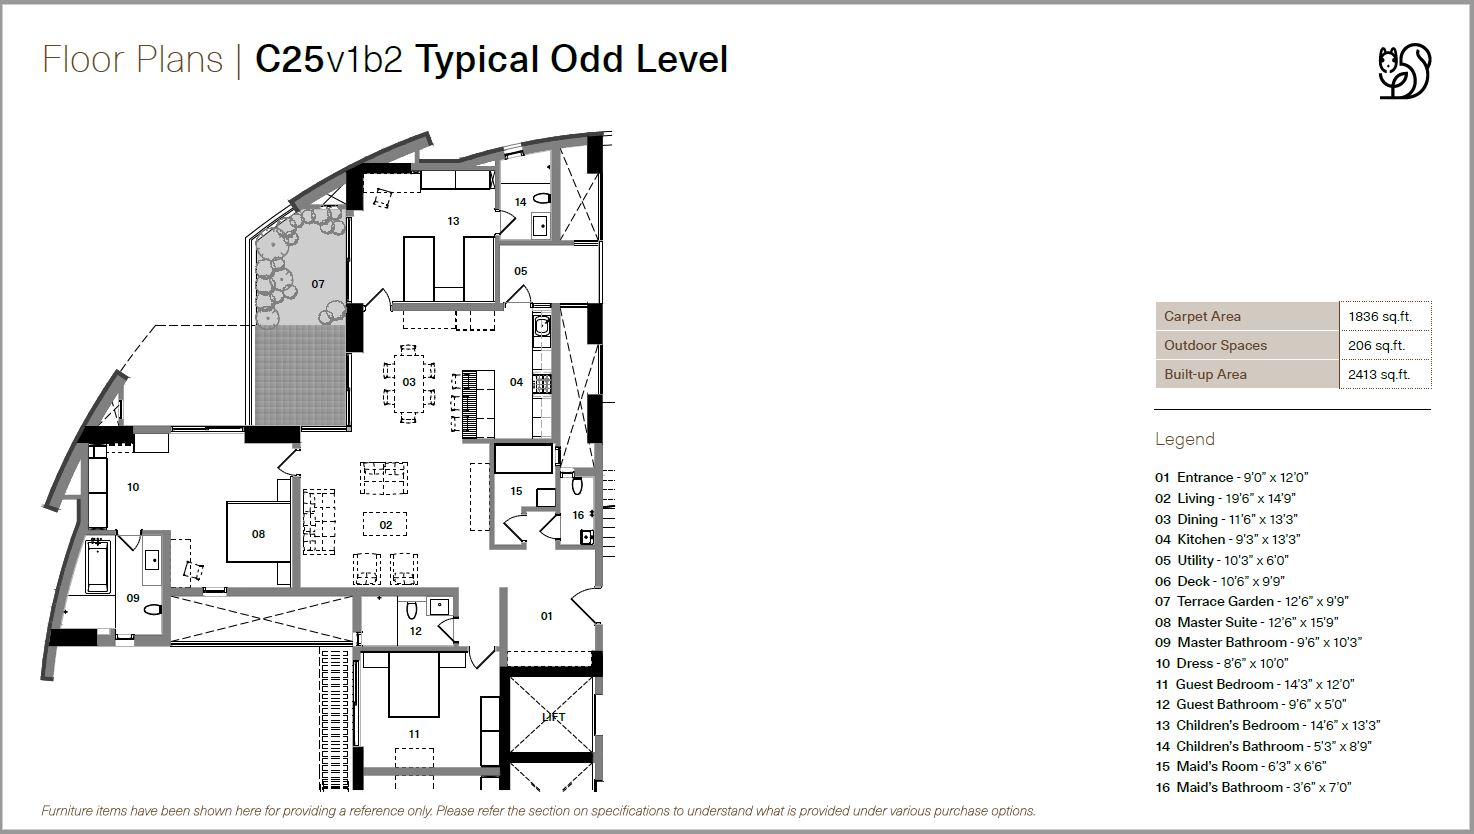 Floor Plans | C25v1b2 Typical Odd Level
14
13
05
07
03
04
10
15
16
02
08
09
01
12
LIFT
11
Carpet Area 1836 sq.ft.
Outdoor Spaces 206 sq.ft.
Built-up Area 2413 sq.ft.
Legend
01 Entrance - 9'0" x 12'0"
02 Living - 19'6" x 14'9"
03 Dining - 11'6" x 13'3"
04 Kitchen - 9'3" x 13'3"
05 Utility - 10'3" x 6'0"
06 Deck - 10'6" x 9'9"
07 Terrace Garden - 12'6" x 9'9"
08 Master Suite - 12'6" x 15'9"
09 Master Bathroom - 9'6" x 10'3"
10 Dress - 8'6" x 10'0"
11 Guest Bedroom - 14'3" x 12'0"
12 Guest Bathroom - 9'6" x 5'0"
13 Children's Bedroom - 14'6" x 13'3"
14 Children's Bathroom - 5'3" x 8'9"
15 Maid's Room - 6'3" x 6'6"
16 Maid's Bathroom - 3'6" x 7'0"
Furniture items have been shown here for providing a reference only. Please refer the section on specifications to understand what is provided under various purchase options.